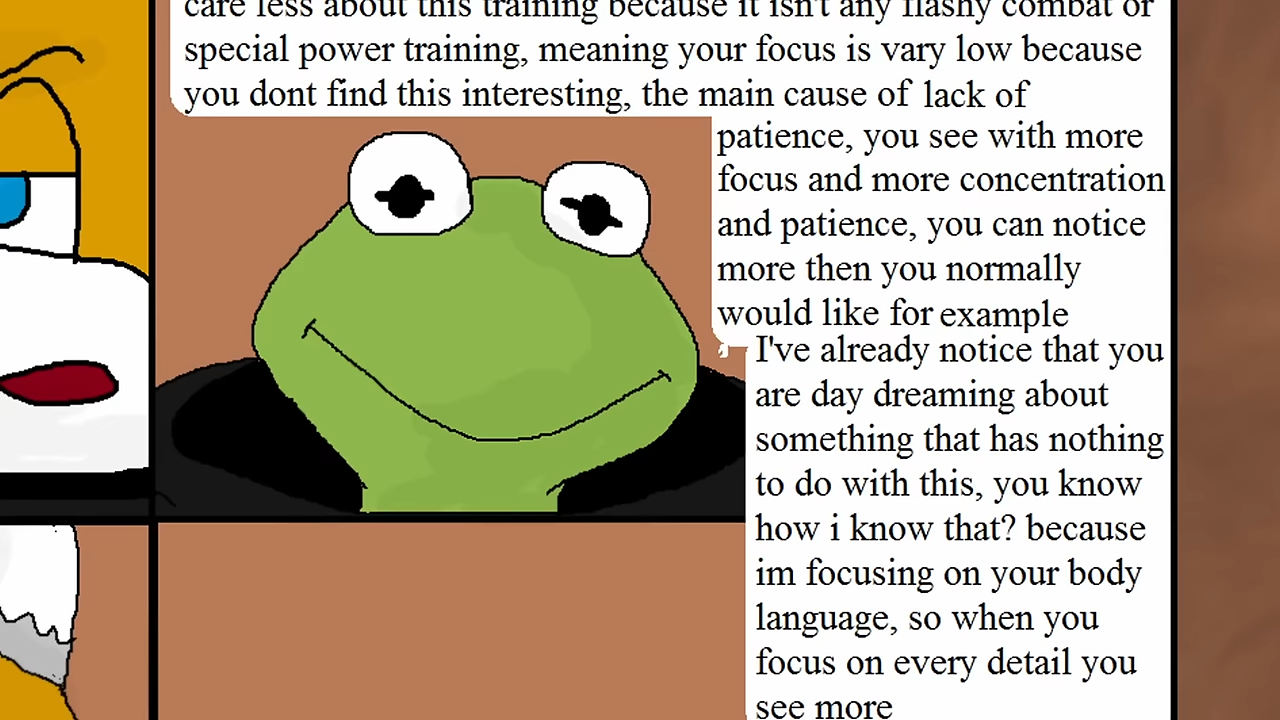 care less about this training because it isn't any flashy combat or
special power training, meaning your focus is vary low because
you dont find this interesting, the main cause of lack of
patience, you see with more
focus and more concentration
and patience, you can notice
more then you normally
would like for example
I've already notice that you
are day dreaming about
something that has nothing
to do with this, you know
how i know that? because
im focusing on your body
language, so when you
focus on every detail you
see more